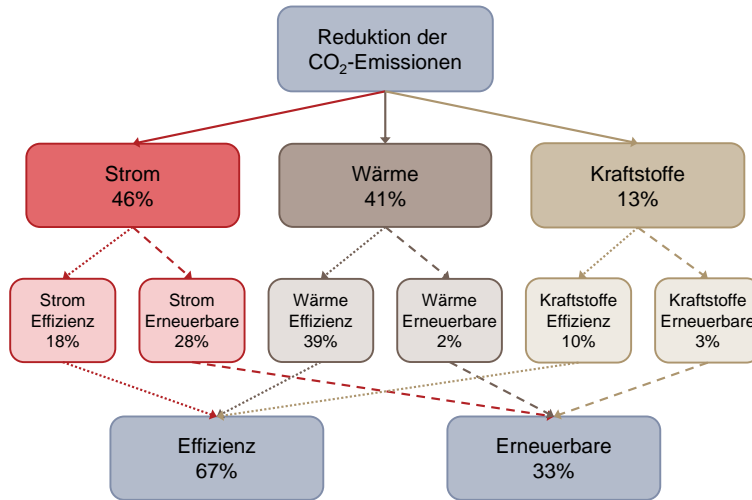 Reduktion der
CO₂-Emissionen
Strom
46%
Wärme
41%
Kraftstoffe
13%
Strom
Effizienz
18%
Strom
Erneuerbare
28%
Wärme
Effizienz
39%
Wärme
Erneuerbare
2%
Kraftstoffe
Effizienz
10%
Kraftstoffe
Erneuerbare
3%
Effizienz
67%
Erneuerbare
33%